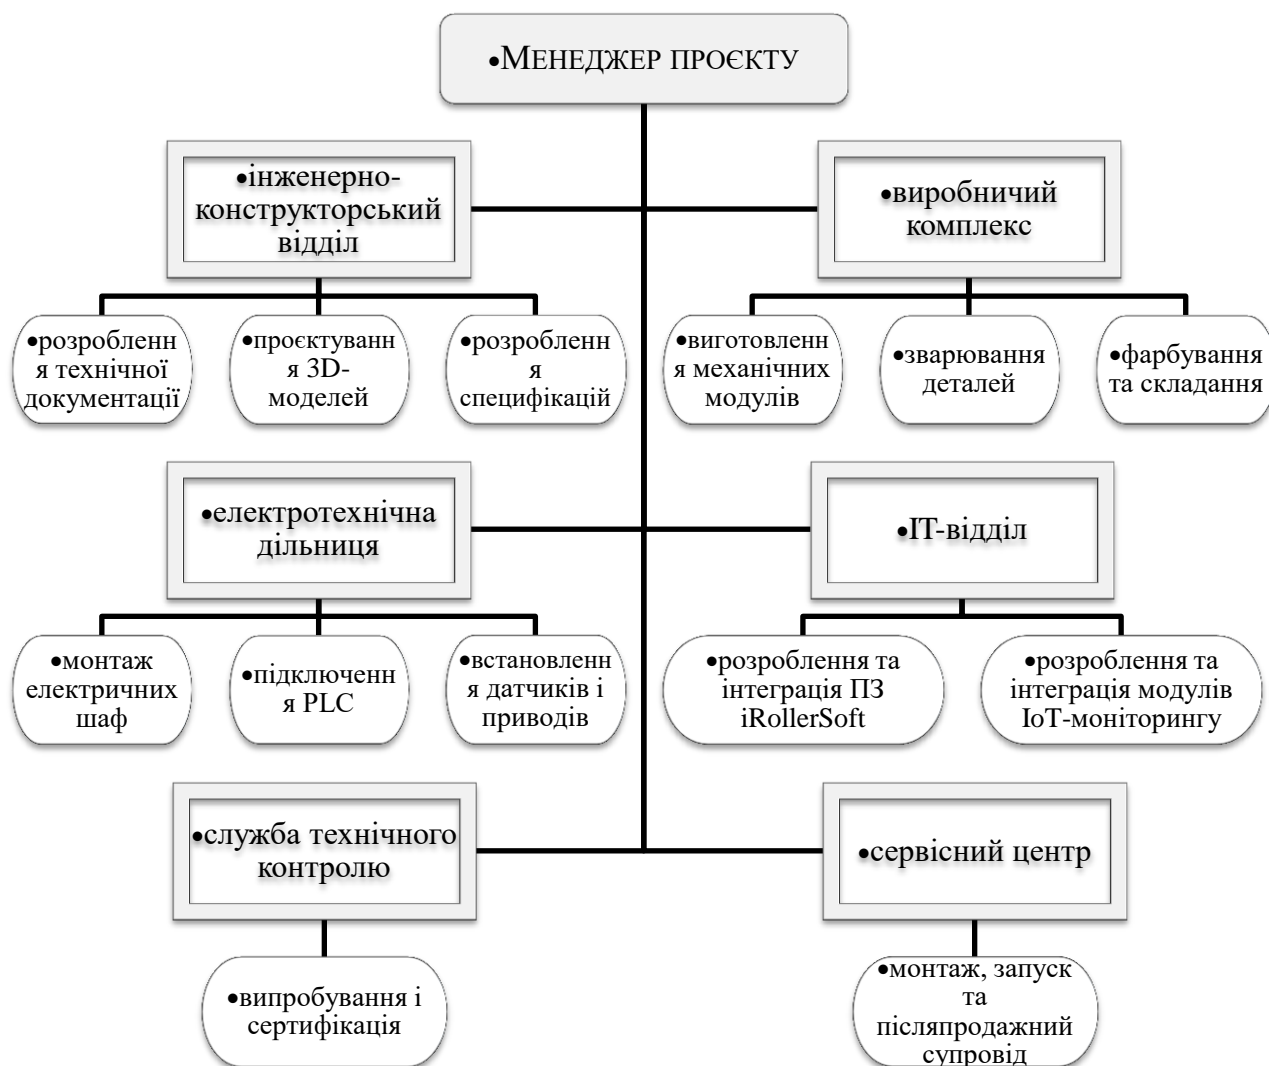 •МЕНЕДЖЕР ПРОЄКТУ
•інженерно-
конструкторський
відділ
•виробничий
комплекс
•розробленн
я технічної
документації
•проєктуванн
я 3D-
моделей
•розробленн
я
специфікацій
•виготовленн
я механічних
модулів
•зварювання
деталей
•фарбування
та складання
•електротехнічна
дільниця
•ІТ-відділ
•монтаж
електричних
шаф
•підключенн
я PLC
•встановленн
я датчиків і
приводів
•розроблення та
інтеграція ПЗ
iRollerSoft
•розроблення та
інтеграція модулів
IoT-моніторингу
•служба технічного
контролю
•сервісний центр
•випробування і
сертифікація
•монтаж, запуск
та
післяпродажний
супровід